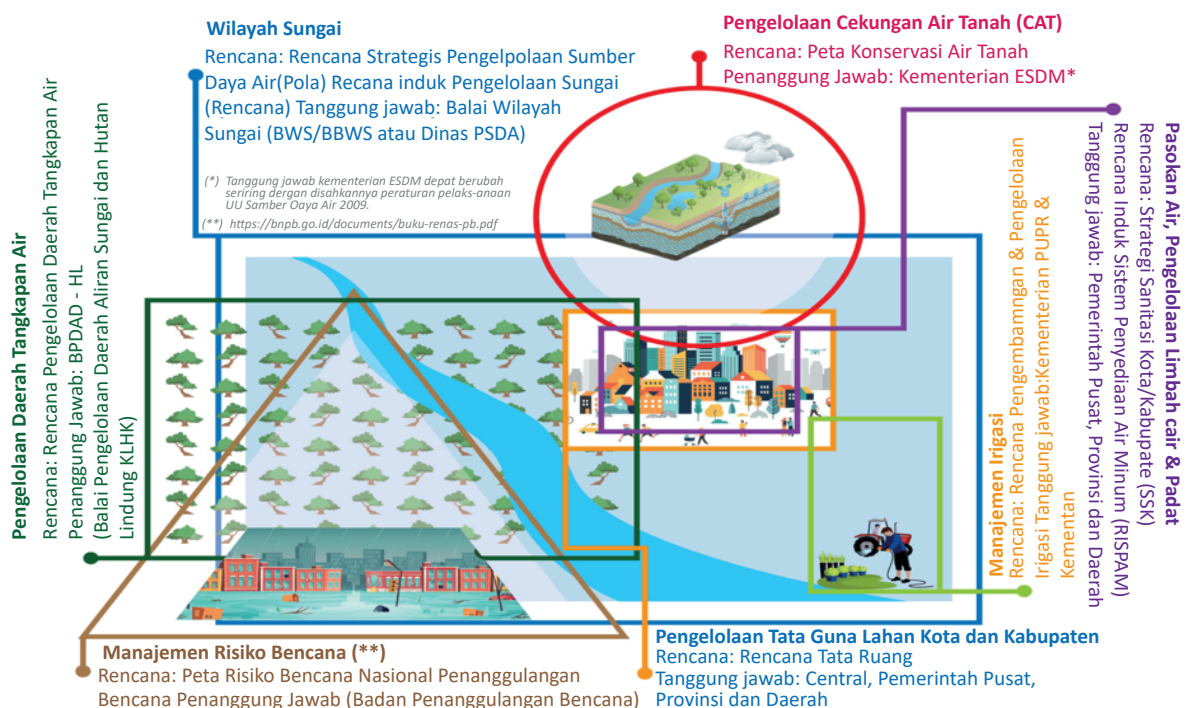 Wilayah Sungai
Rencana: Rencana Strategis Pengelpolaan Sumber
Daya Air(Pola) Recana induk Pengelolaan Sungai
(Rencana) Tanggung jawab: Balai Wilayah
Sungai (BWS/BBWS atau Dinas PSDA)
(*) Tanggung jawab kementerian ESDM depat berubah
seriring dengan disahkannya peraturan pelaks-anaan
UU Samber Oaya Air 2009.
(**) https://bnpb.go.id/documents/buku-renas-pb.pdf
Pengelolaan Cekungan Air Tanah (CAT)
Rencana: Peta Konservasi Air Tanah
Penanggung Jawab: Kementerian ESDM*
Pengelolaan Daerah Tangkapan Air
Rencana: Rencana Pengelolaan Daerah Tangkapan Air
Penanggung Jawab: BPDAD - HL
(Balai Pengelolaan Daerah Aliran Sungai dan Hutan
Lindung KLHK)
Pasokan Air, Pengelolaan Limbah cair & Padat
Rencana: Strategi Sanitasi Kota/Kabupate (SSK)
Rencana Induk Sistem Penyediaan Air Minum (RISPAM)
Tanggung jawab: Pemerintah Pusat, Provinsi dan Daerah
Manajemen Irigasi
Rencana: Rencana Pengembamngan & Pengelolaan
Irigasi Tanggung jawab:Kementerian PUPR &
Kementan
Manajemen Risiko Bencana (**)
Rencana: Peta Risiko Bencana Nasional Penanggulangan
Bencana Penanggung Jawab (Badan Penanggulangan Bencana)
Pengelolaan Tata Guna Lahan Kota dan Kabupaten
Rencana: Rencana Tata Ruang
Tanggung jawab: Central, Pemerintah Pusat,
Provinsi dan Daerah